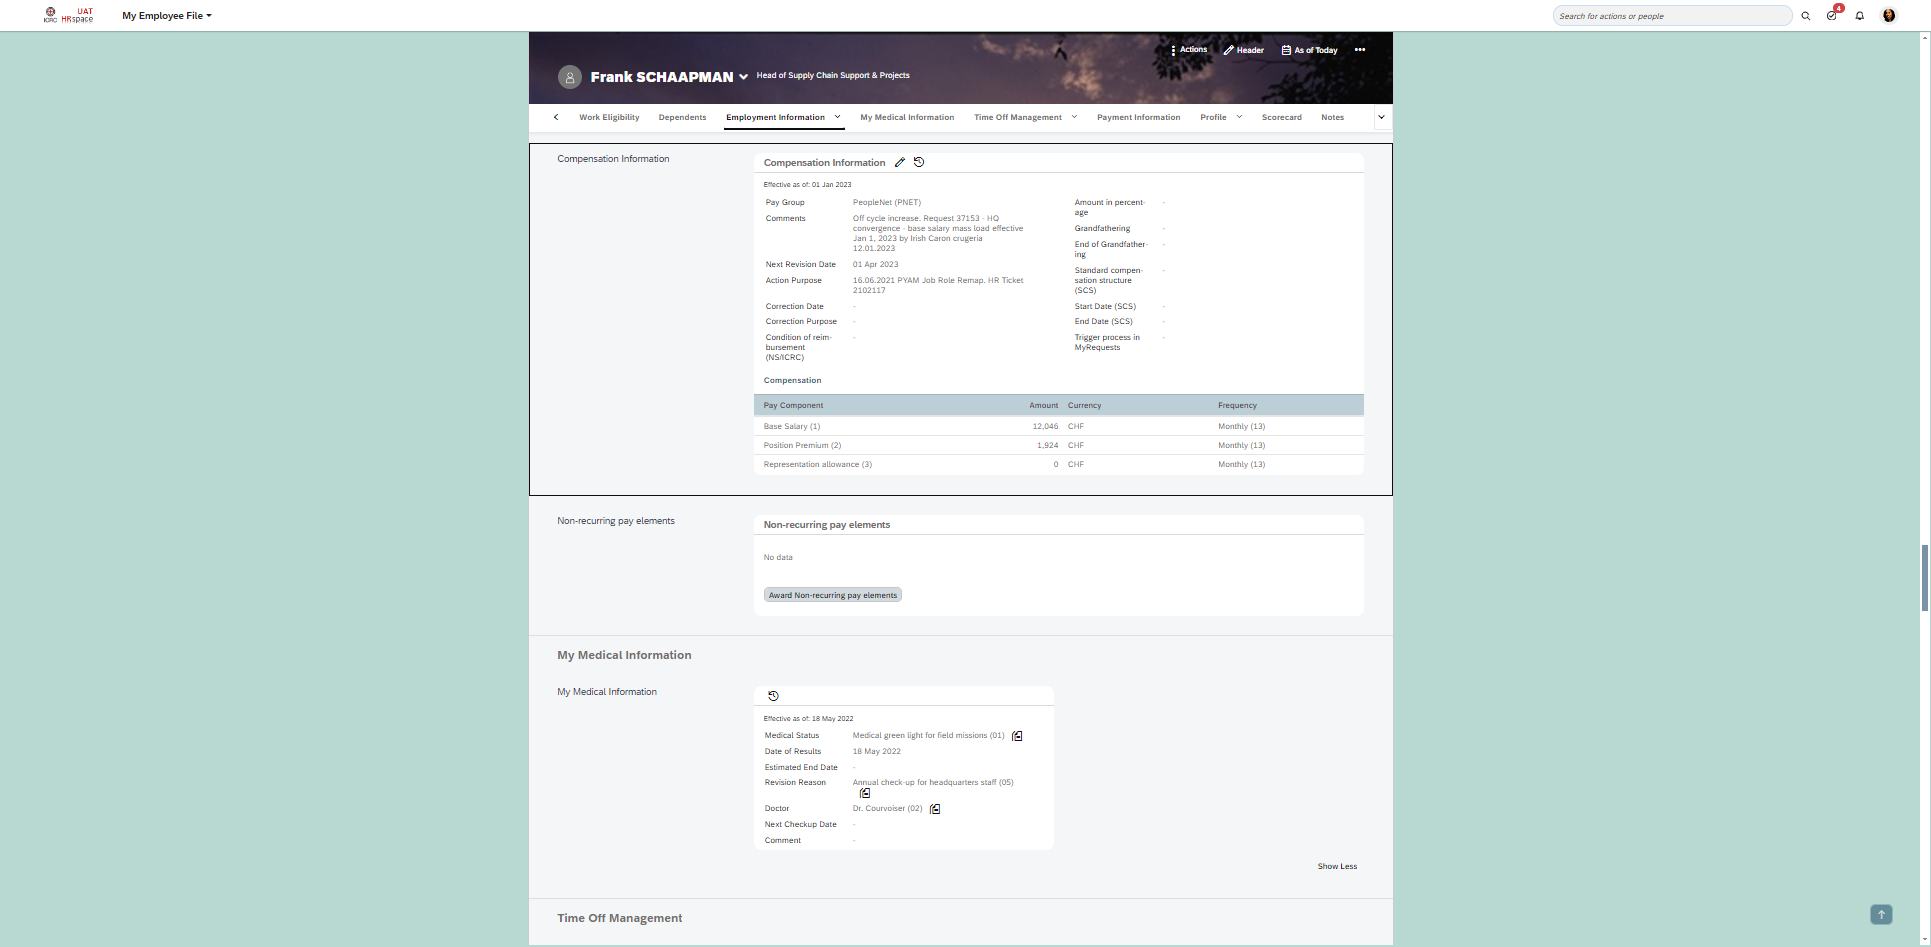 ICRC UAT HRspace My Employee File Search for actions or people 4
Actions Header As of Today
Frank SCHAAPMAN Head of Supply Chain Support & Projects
Work Eligibility Dependents Employment Information My Medical Information Time Off Management Payment Information Profile Scorecard Notes
Compensation Information
Compensation Information
Effective as of: 01 Jan 2023
Pay Group PeopleNet (PNET)
Comments Off cycle increase. Request 37153 - HQ
convergence - base salary mass load effective
Jan 1, 2023 by Irish Caron crugeria
12.01.2023
Next Revision Date 01 Apr 2023
Action Purpose 16.06.2021 PYAM Job Role Remap. HR Ticket
2102117
Correction Date -
Correction Purpose -
Condition of reim- -
bursement
(NS/ICRC)
Amount in percent- -
age
Grandfathering -
End of Grandfather- -
ing
Standard compen- -
sation structure
(SCS)
Start Date (SCS) -
End Date (SCS) -
Trigger process in -
MyRequests
Compensation
Pay Component Amount Currency Frequency
Base Salary (1) 12,046 CHF Monthly (13)
Position Premium (2) 1,924 CHF Monthly (13)
Representation allowance (3) 0 CHF Monthly (13)
Non-recurring pay elements
Non-recurring pay elements
No data
Award Non-recurring pay elements
My Medical Information
My Medical Information
Effective as of: 18 May 2022
Medical Status Medical green light for field missions (01)
Date of Results 18 May 2022
Estimated End Date -
Revision Reason Annual check-up for headquarters staff (05)
Doctor Dr. Courvoiser (02)
Next Checkup Date -
Comment -
Show Less
Time Off Management